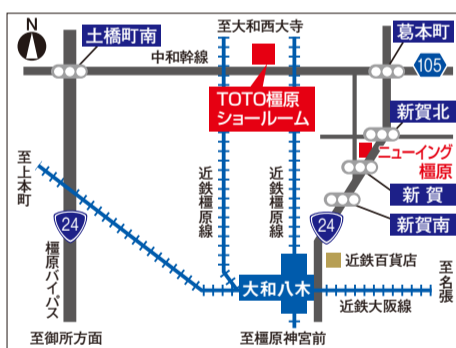 N
土橋町南
至大和西大寺
葛本町
中和幹線
105
TOTO橿原
ショールーム
新賀北
ニューイング
橿原
至上本町
近鉄橿原線
近鉄橿原線
新賀
新賀南
24
24
橿原バイパス
近鉄百貨店
至名張
大和八木
近鉄大阪線
至御所方面
至橿原神宮前